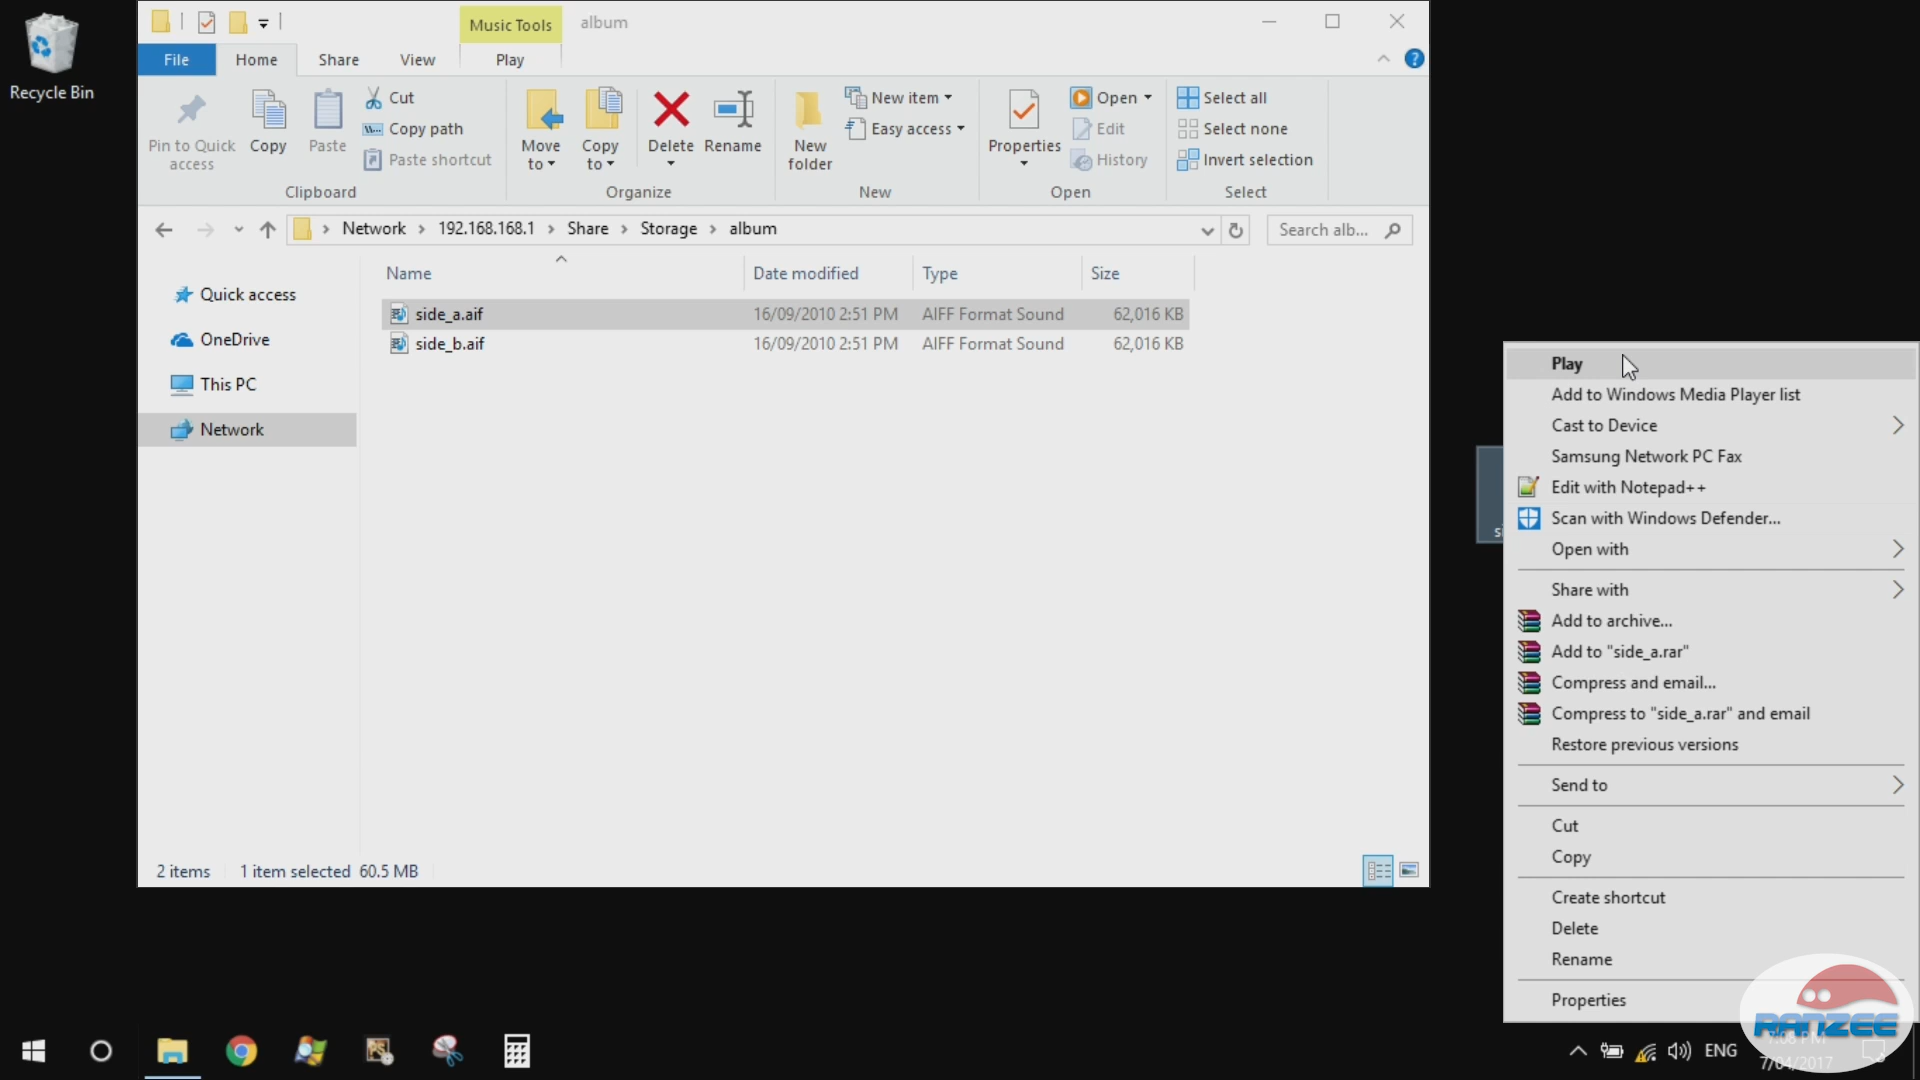 Recycle Bin
Music Tools
album
File
Home
Share
View
Play
Pin to Quick access
Copy
Paste
Cut
Copy path
Paste shortcut
Clipboard
Move to
Copy to
Delete
Rename
Organize
New folder
New item
Easy access
New
Properties
Open
Edit
History
Open
Select all
Select none
Invert selection
Select
Network > 192.168.168.1 > Share > Storage > album
Search alb...
Quick access
OneDrive
This PC
Network
Name Date modified Type Size
side_a.aif 16/09/2010 2:51 PM AIFF Format Sound 62,016 KB
side_b.aif 16/09/2010 2:51 PM AIFF Format Sound 62,016 KB
2 items 1 item selected 60.5 MB
Play
Add to Windows Media Player list
Cast to Device
Samsung Network PC Fax
Edit with Notepad++
Scan with Windows Defender...
Open with
Share with
Add to archive...
Add to "side_a.rar"
Compress and email...
Compress to "side_a.rar" and email
Restore previous versions
Send to
Cut
Copy
Create shortcut
Delete
Rename
Properties
RANZEE
ENG
7:08 PM
7/04/2017